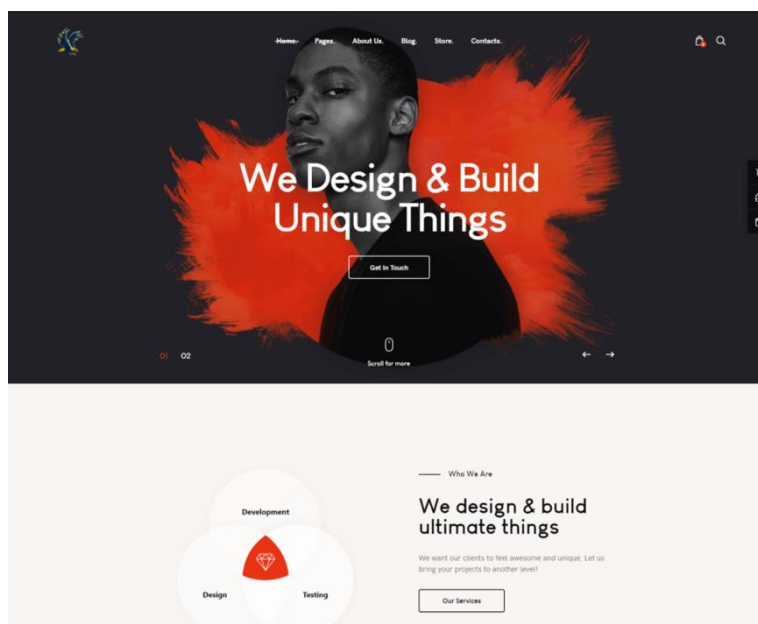 Home.
Pages.
About Us.
Blog.
Store.
Contacts.
We Design & Build
Unique Things
Get In Touch
01 02
Scroll for more
Who We Are
We design & build
ultimate things
We want our clients to feel awesome and unique. Let us
bring your projects to another level!
Our Services
Development
Design
Testing